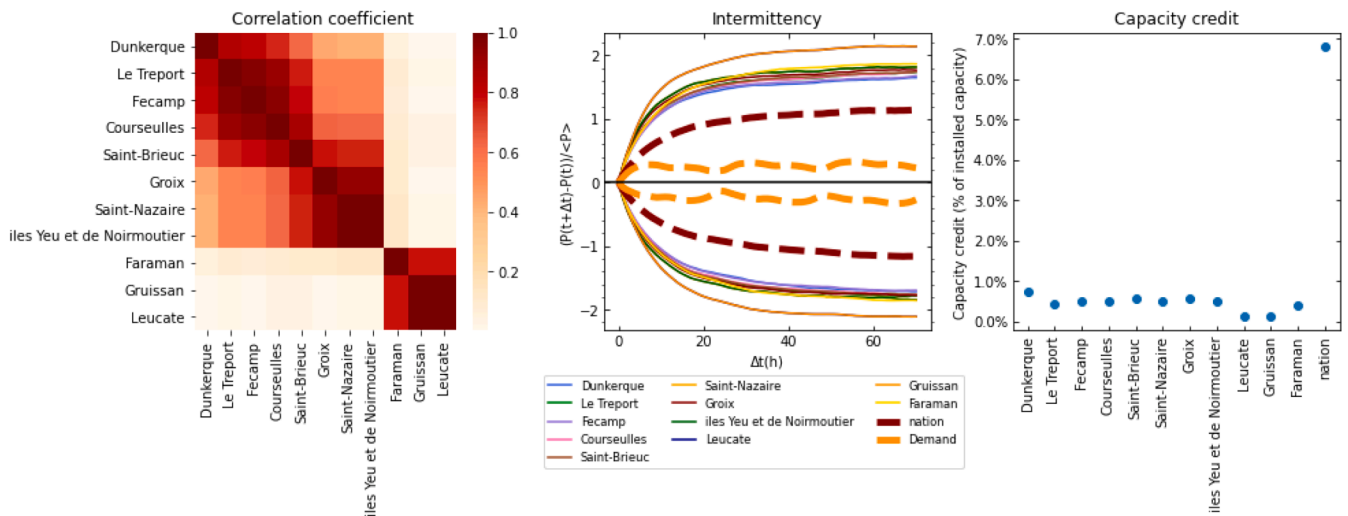 Correlation coefficient
Dunkerque
Le Treport
Fecamp
Courseulles
Saint-Brieuc
Groix
Saint-Nazaire
iles Yeu et de Noirmoutier
Faraman
Gruissan
Leucate
Dunkerque
Le Treport
Fecamp
Courseulles
Saint-Brieuc
Groix
Saint-Nazaire
iles Yeu et de Noirmoutier
Faraman
Gruissan
Leucate
1.0
0.8
0.6
0.4
0.2
Intermittency
(P(t+Δt)-P(t))/<P>
2
1
0
−1
−2
0 20 40 60
Δt(h)
Dunkerque
Le Treport
Fecamp
Courseulles
Saint-Brieuc
Saint-Nazaire
Groix
iles Yeu et de Noirmoutier
Leucate
Gruissan
Faraman
nation
Demand
Capacity credit
Capacity credit (% of installed capacity)
7.0%
6.0%
5.0%
4.0%
3.0%
2.0%
1.0%
0.0%
Dunkerque
Le Treport
Fecamp
Courseulles
Saint-Brieuc
Saint-Nazaire
Groix
iles Yeu et de Noirmoutier
Leucate
Gruissan
Faraman
nation